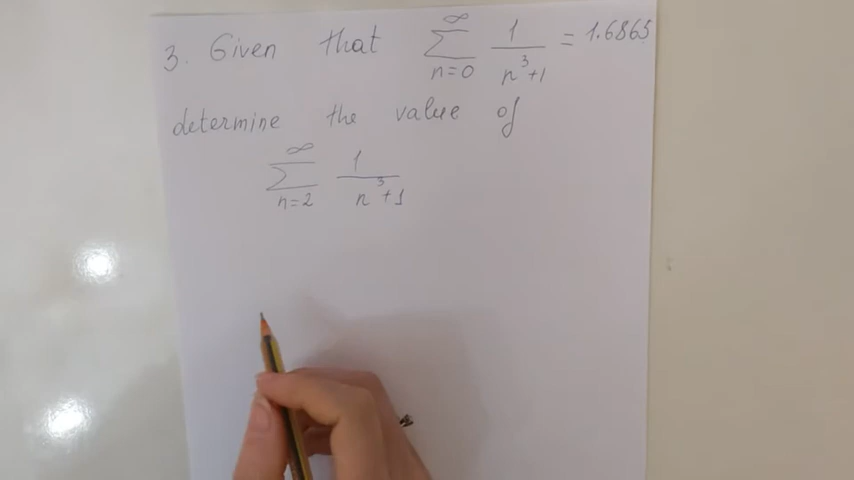 3. Given that ∞∑n=0 1/(n³+1) = 1.6865
determine the value of
∞∑n=2 1/(n³+1)